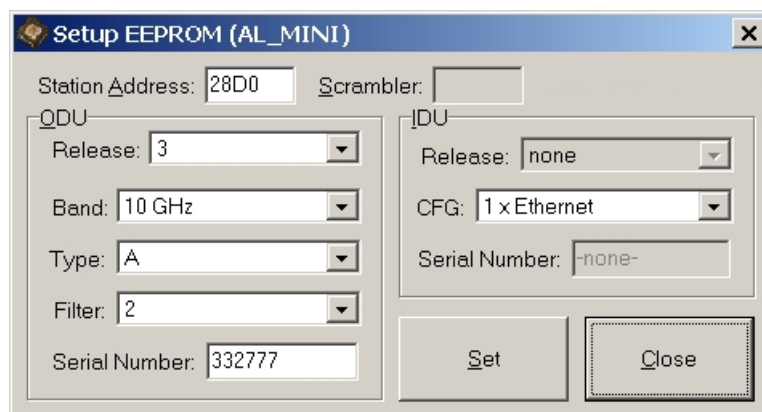 Setup EEPROM (AL_MINI)
Station Address: 28D0 Scrambler:
ODU
Release: 3
Band: 10 GHz
Type: A
Filter: 2
Serial Number: 332777
IDU
Release: none
CFG: 1 x Ethernet
Serial Number: -none-
Set Close